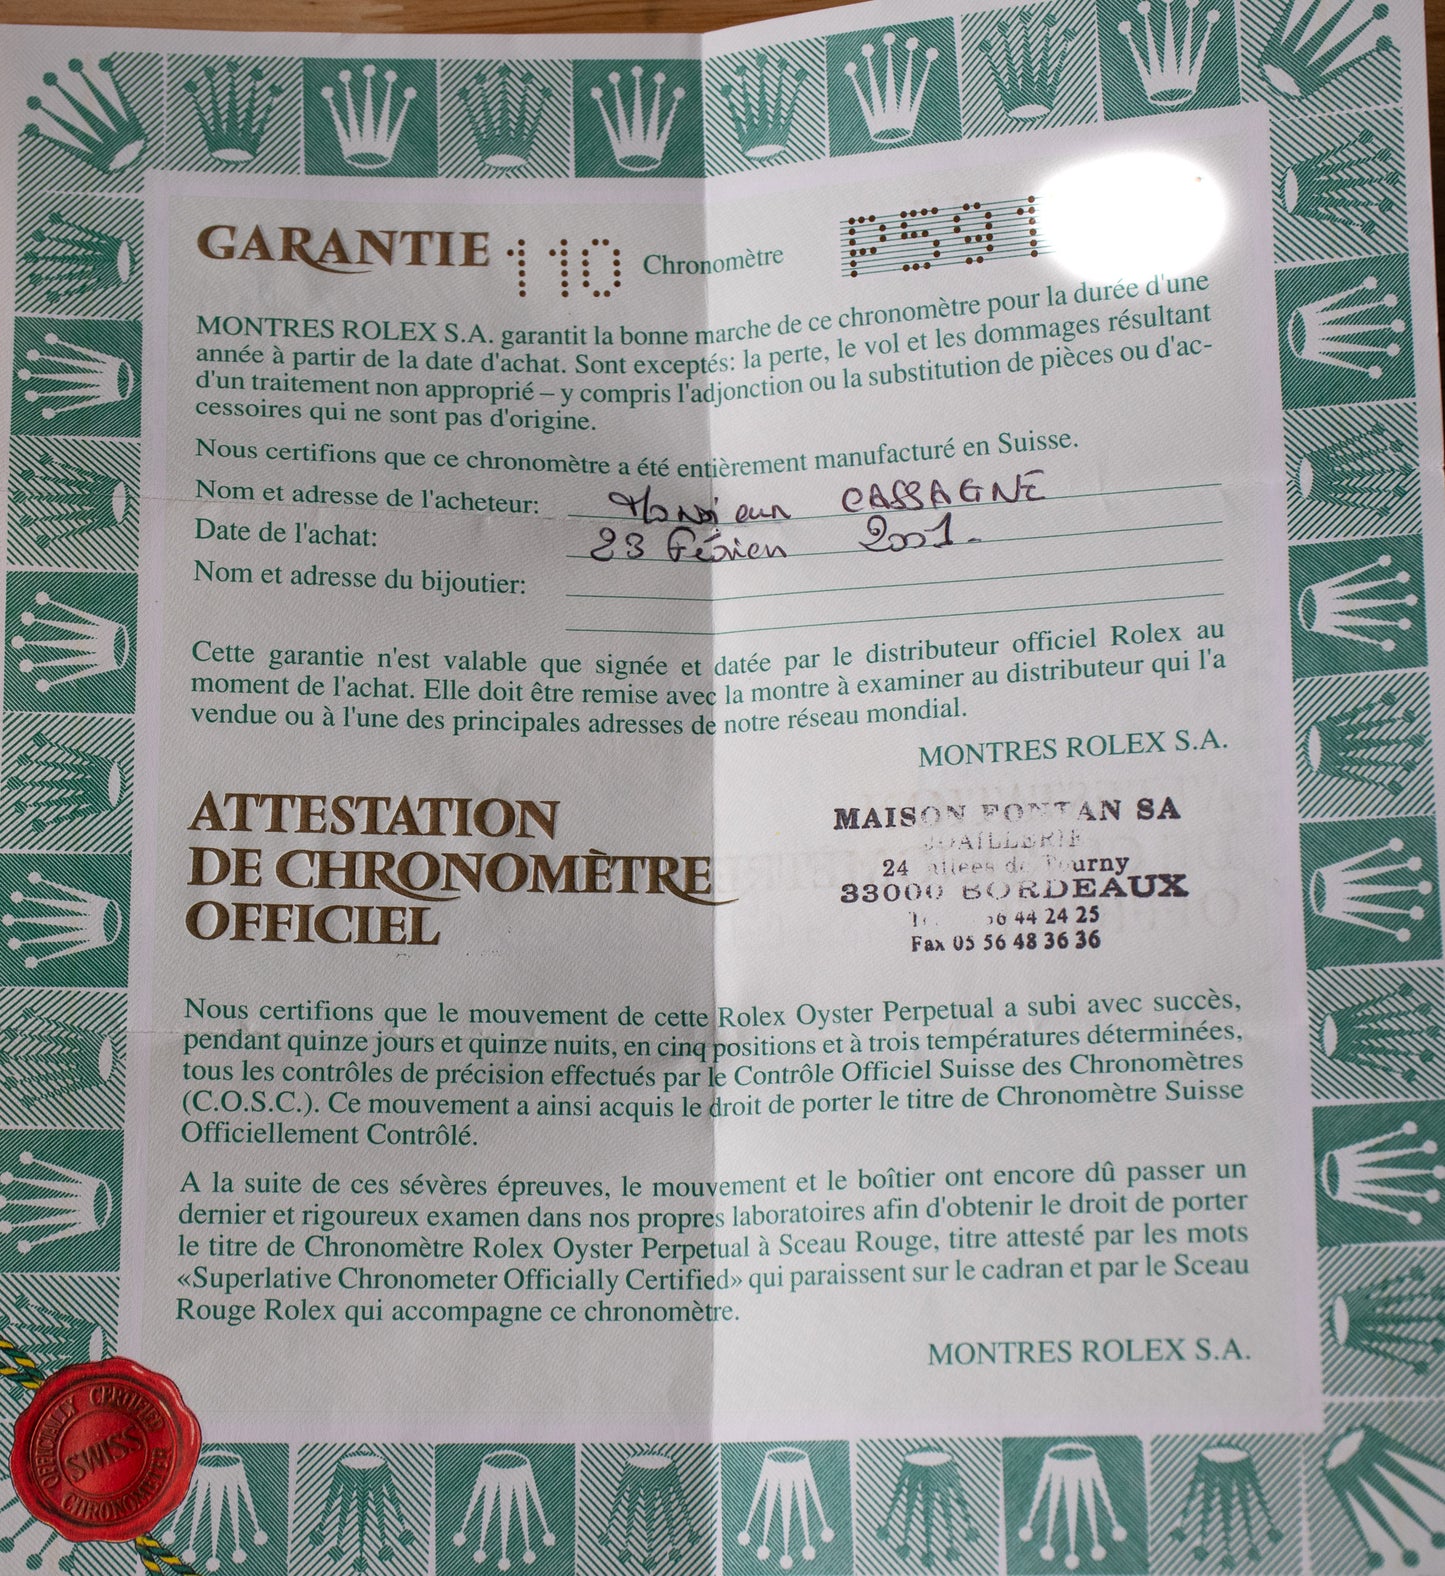 GARANTIE 110 Chronomètre P591
MONTRES ROLEX S.A. garantit la bonne marche de ce chronomètre pour la durée d'une
année à partir de la date d'achat. Sont exceptés: la perte, le vol et les dommages résultant
d'un traitement non approprié – y compris l'adjonction ou la substitution de pièces ou d'ac-
cessoires qui ne sont pas d'origine.
Nous certifions que ce chronomètre a été entièrement manufacturé en Suisse.
Nom et adresse de l'acheteur: Monsieur CASSAGNE
Date de l'achat: 23 Février 2001.
Nom et adresse du bijoutier:
Cette garantie n'est valable que signée et datée par le distributeur officiel Rolex au
moment de l'achat. Elle doit être remise avec la montre à examiner au distributeur qui l'a
vendue ou à l'une des principales adresses de notre réseau mondial.
MONTRES ROLEX S.A.
ATTESTATION
DE CHRONOMÈTRE
OFFICIEL
MAISON FONTAN SA
JOAILLERIE
24 allées de Tourny
33000 BORDEAUX
56 44 24 25
Fax 05 56 48 36 36
Nous certifions que le mouvement de cette Rolex Oyster Perpetual a subi avec succès,
pendant quinze jours et quinze nuits, en cinq positions et à trois températures déterminées,
tous les contrôles de précision effectués par le Contrôle Officiel Suisse des Chronomètres
(C.O.S.C.). Ce mouvement a ainsi acquis le droit de porter le titre de Chronomètre Suisse
Officiellement Contrôlé.
A la suite de ces sévères épreuves, le mouvement et le boîtier ont encore dû passer un
dernier et rigoureux examen dans nos propres laboratoires afin d'obtenir le droit de porter
le titre de Chronomètre Rolex Oyster Perpetual à Sceau Rouge, titre attesté par les mots
«Superlative Chronometer Officially Certified» qui paraissent sur le cadran et par le Sceau
Rouge Rolex qui accompagne ce chronomètre.
MONTRES ROLEX S.A.
OFFICIALLY CERTIFIED
SWISS
CHRONOMETER